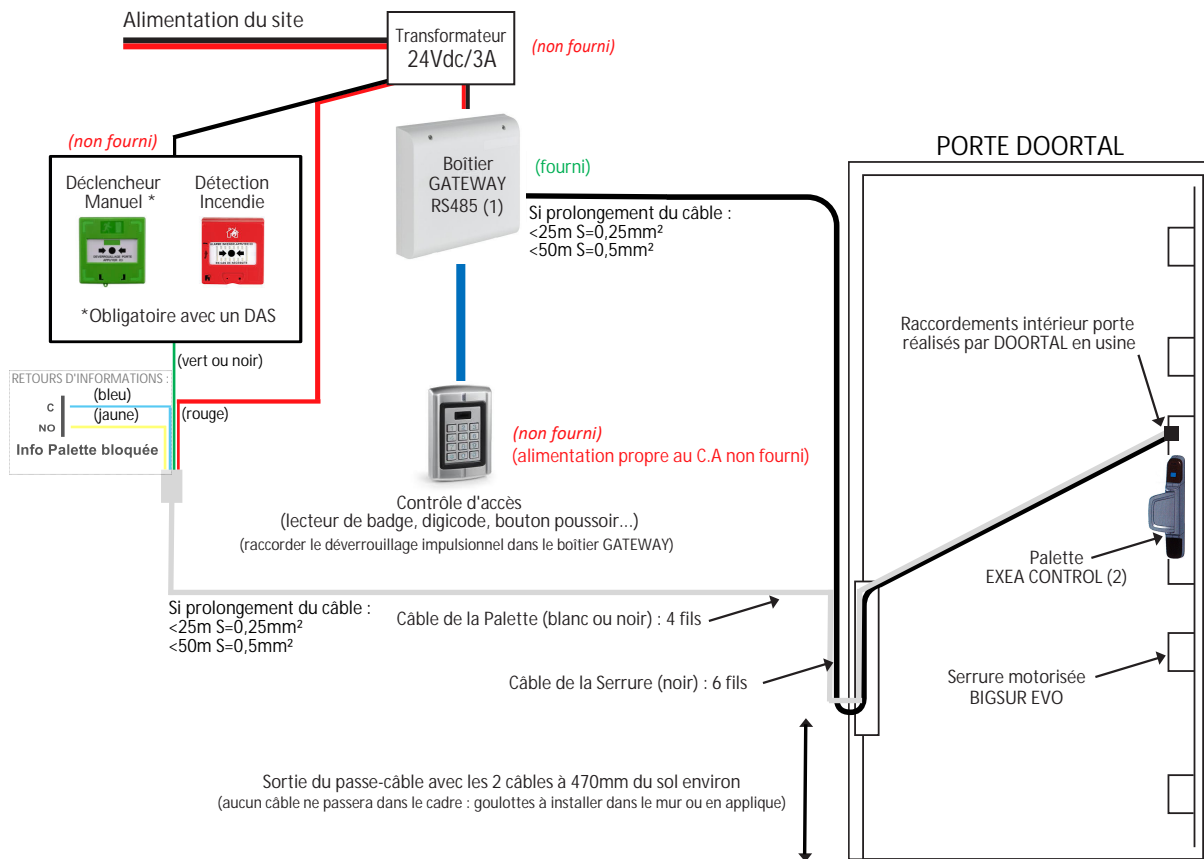 Alimentation du site
Transformateur
24Vdc/3A
(non fourni)
(non fourni)
Déclencheur
Manuel *
Détection
Incendie
*Obligatoire avec un DAS
Boîtier
GATEWAY
RS485 (1)
(fourni)
Si prolongement du câble :
<25m S=0,25mm²
<50m S=0,5mm²
PORTE DOORTAL
Raccordements intérieur porte
réalisés par DOORTAL en usine
(vert ou noir)
RETOURS D'INFORMATIONS :
(bleu)
C
(jaune)
NO
(rouge)
Info Palette bloquée
(non fourni)
(alimentation propre au C.A non fourni)
Contrôle d'accès
(lecteur de badge, digicode, bouton poussoir...)
(raccorder le déverrouillage impulsionnel dans le boîtier GATEWAY)
Palette
EXEA CONTROL (2)
Si prolongement du câble :
<25m S=0,25mm²
<50m S=0,5mm²
Câble de la Palette (blanc ou noir) : 4 fils
Câble de la Serrure (noir) : 6 fils
Serrure motorisée
BIGSUR EVO
Sortie du passe-câble avec les 2 câbles à 470mm du sol environ
(aucun câble ne passera dans le cadre : goulottes à installer dans le mur ou en applique)